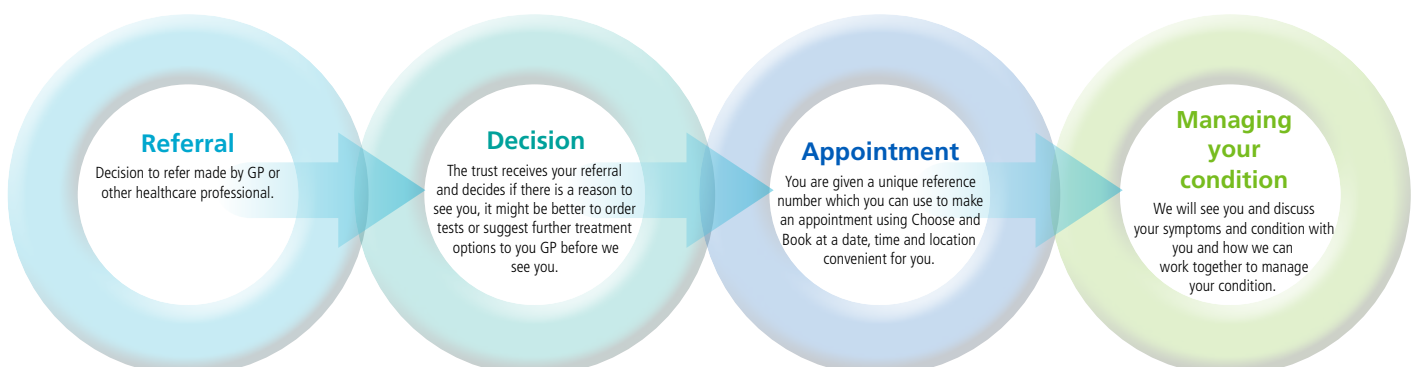 Referral
Decision to refer made by GP or
other healthcare professional.
Decision
The trust receives your referral
and decides if there is a reason to
see you, it might be better to order
tests or suggest further treatment
options to you GP before we
see you.
Appointment
You are given a unique reference
number which you can use to make
an appointment using Choose and
Book at a date, time and location
convenient for you.
Managing
your
condition
We will see you and discuss
your symptoms and condition with
you and how we can
work together to manage
your condition.